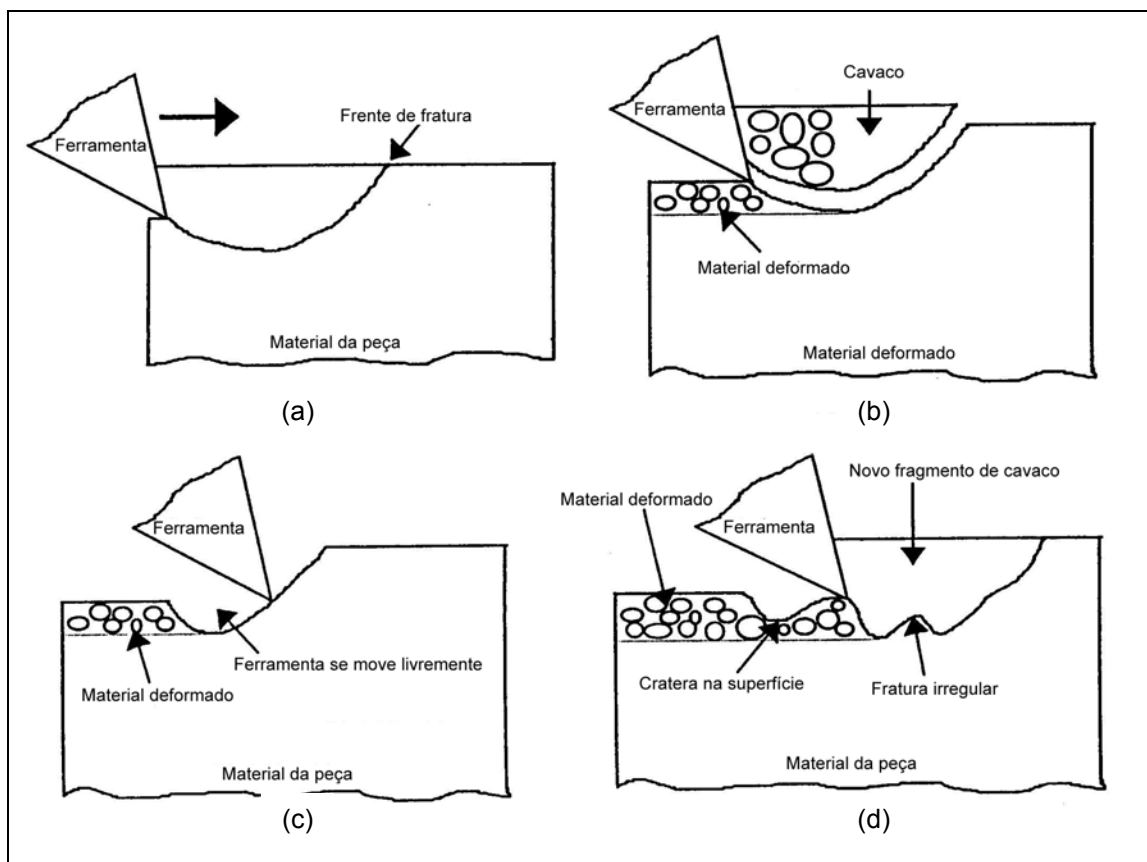 Ferramenta
Frente de fratura
Material da peça
(a)
Cavaco
Ferramenta
Material deformado
Material deformado
(b)
Ferramenta
Ferramenta se move livremente
Material deformado
Material da peça
(c)
Novo fragmento de cavaco
Material deformado
Ferramenta
Cratera na superfície
Fratura irregular
Material da peça
(d)